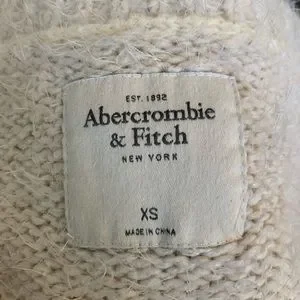 EST. 1892
Abercrombie
& Fitch
NEW YORK
XS
MADE IN CHINA